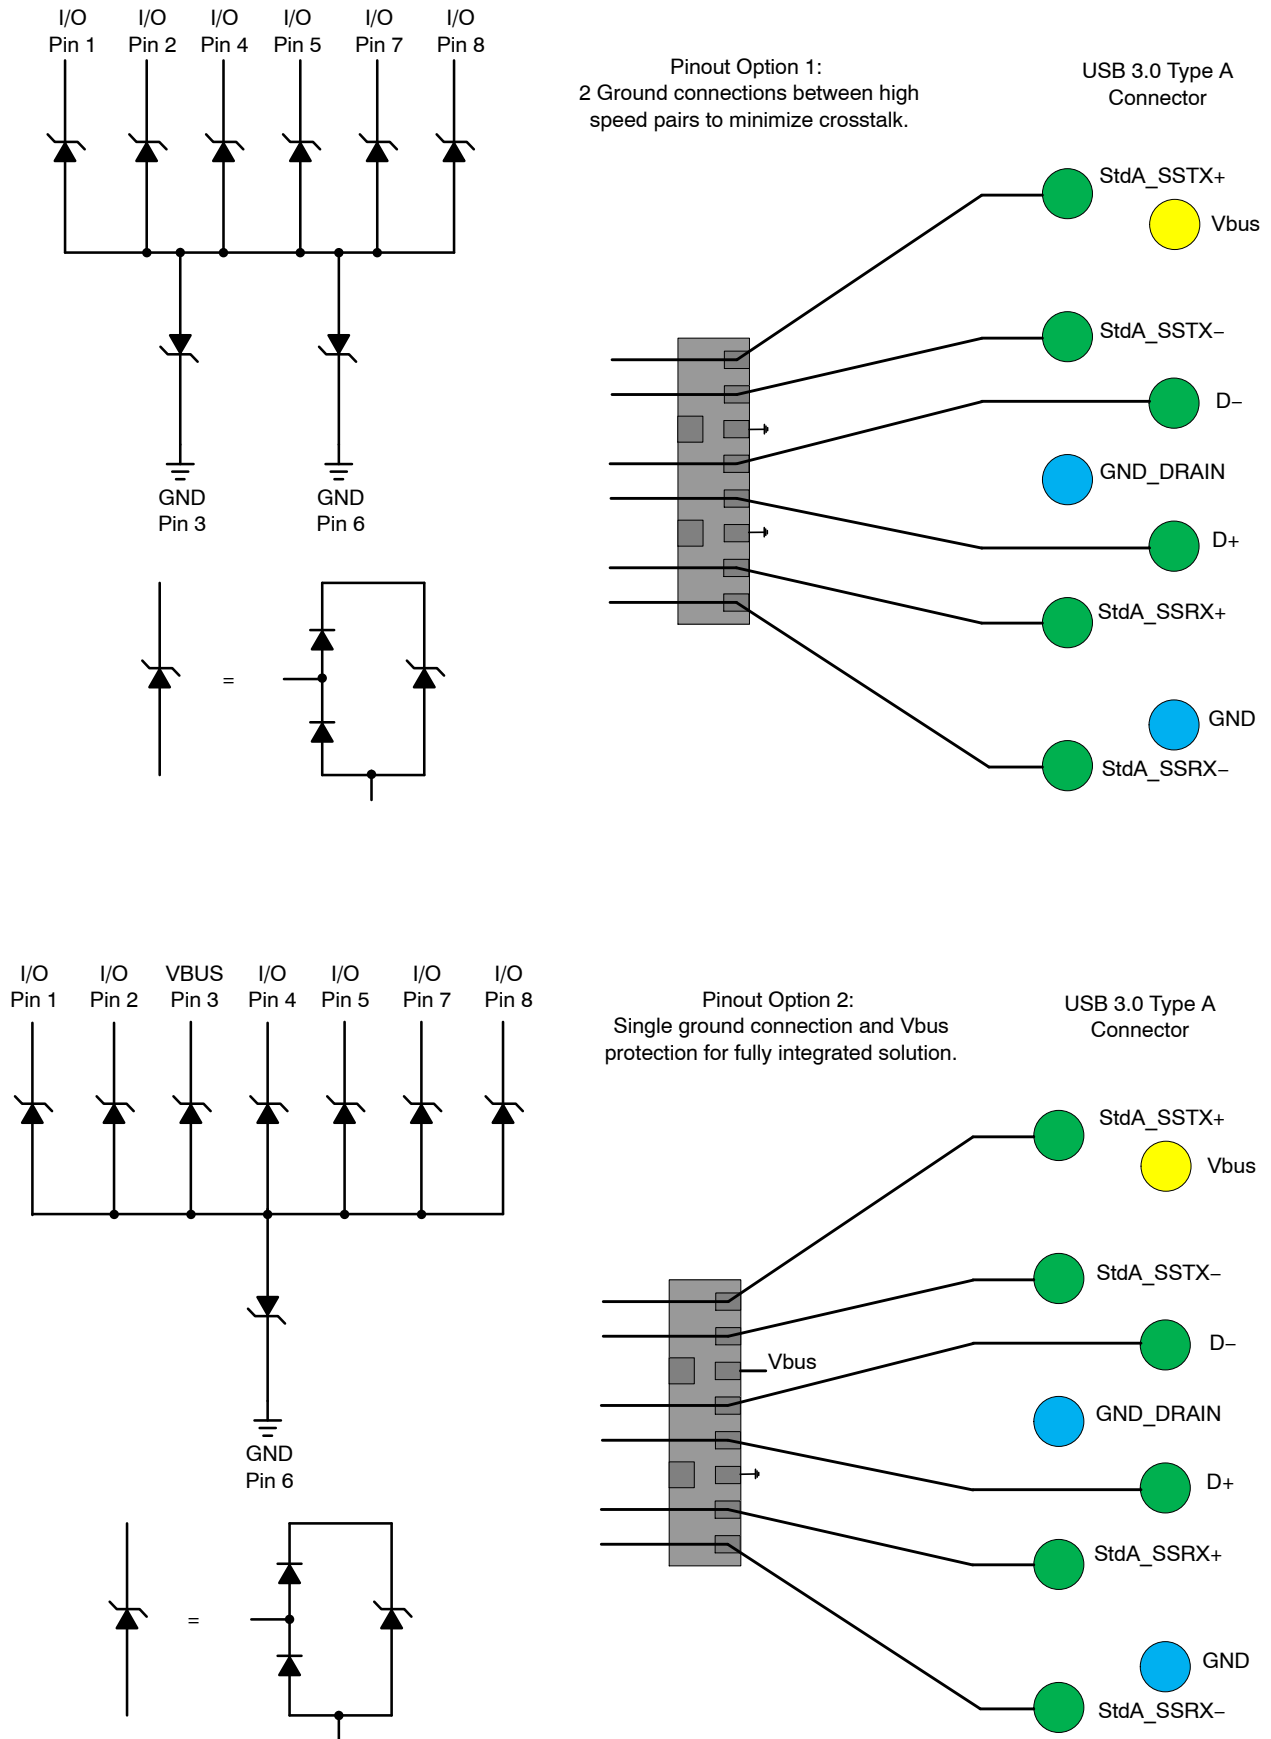 I/O I/O I/O I/O I/O I/O
Pin 1 Pin 2 Pin 4 Pin 5 Pin 7 Pin 8
Pinout Option 1:
2 Ground connections between high
speed pairs to minimize crosstalk.
USB 3.0 Type A
Connector
StdA_SSTX+
Vbus
StdA_SSTX−
D−
GND_DRAIN
D+
StdA_SSRX+
GND
StdA_SSRX−
GND GND
Pin 3 Pin 6
=
I/O I/O VBUS I/O I/O I/O I/O
Pin 1 Pin 2 Pin 3 Pin 4 Pin 5 Pin 7 Pin 8
Pinout Option 2:
Single ground connection and Vbus
protection for fully integrated solution.
USB 3.0 Type A
Connector
StdA_SSTX+
Vbus
StdA_SSTX−
D−
Vbus
GND_DRAIN
D+
StdA_SSRX+
GND
StdA_SSRX−
GND
Pin 6
=